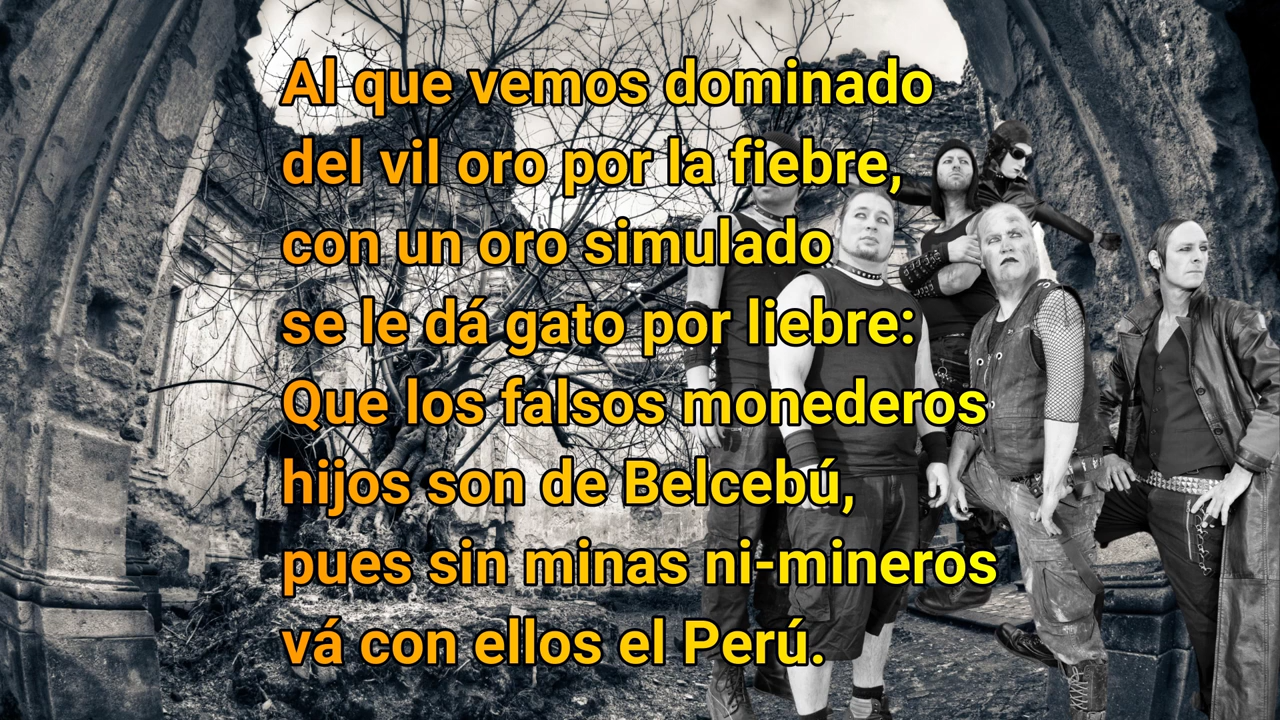 Al que vemos dominado
del vil oro por la fiebre,
con un oro simulado
se le dá gato por liebre:
Que los falsos monederos
hijos son de Belcebú,
pues sin minas ni-mineros
vá con ellos el Perú.